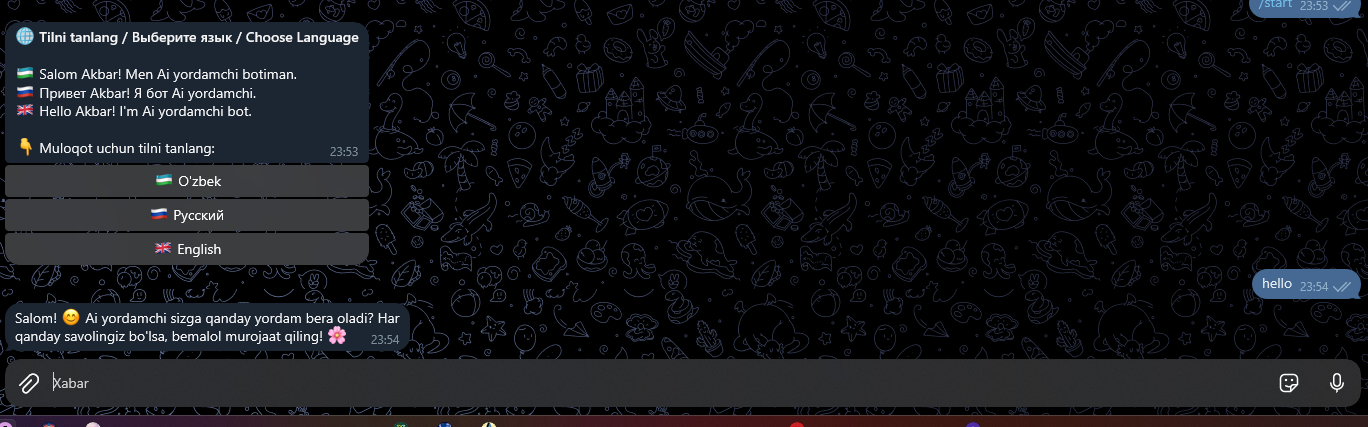 /start 23:53
🌐 Tilni tanlang / Выберите язык / Choose Language
🇺🇿 Salom Akbar! Men Ai yordamchi botiman.
🇷🇺 Привет Akbar! Я бот Ai yordamchi.
🇬🇧 Hello Akbar! I'm Ai yordamchi bot.
👇 Muloqot uchun tilni tanlang:
23:53
🇺🇿 O'zbek
🇷🇺 Русский
🇬🇧 English
hello 23:54
Salom! 😊 Ai yordamchi sizga qanday yordam bera oladi? Har
qanday savolingiz bo'lsa, bemalol murojaat qiling! 🌸 23:54
Xabar